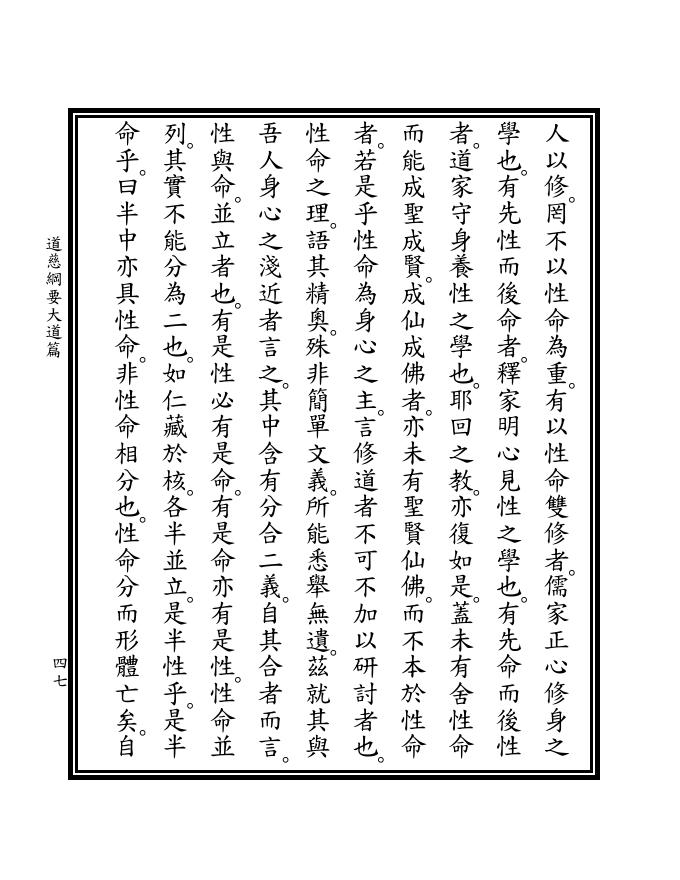 人以修。罔不以性命為重。有以性命雙修者。儒家正心修身之
學也。有先性而後命者。釋家明心見性之學也。有先命而後性
者。道家守身養性之學也。耶回之教。亦復如是。蓋未有舍性命
而能成聖成賢。成仙成佛者。亦未有聖賢仙佛。而不本於性命
者。若是乎性命為身心之主。言修道者不可不加以研討者也。
性命之理。語其精奧。殊非簡單文義。所能悉舉無遺。茲就其與
吾人身心之淺近者言之。其中含有分合二義。自其合者而言。
性與命。並立者也。有是性必有是命。有是命亦有是性。性命並
列。其實不能分為二也。如仁藏於核。各半並立。是半性乎。是半
命乎。曰半中亦具性命。非性命相分也。性命分而形體亡矣。自
道慈綱要大道篇
四七